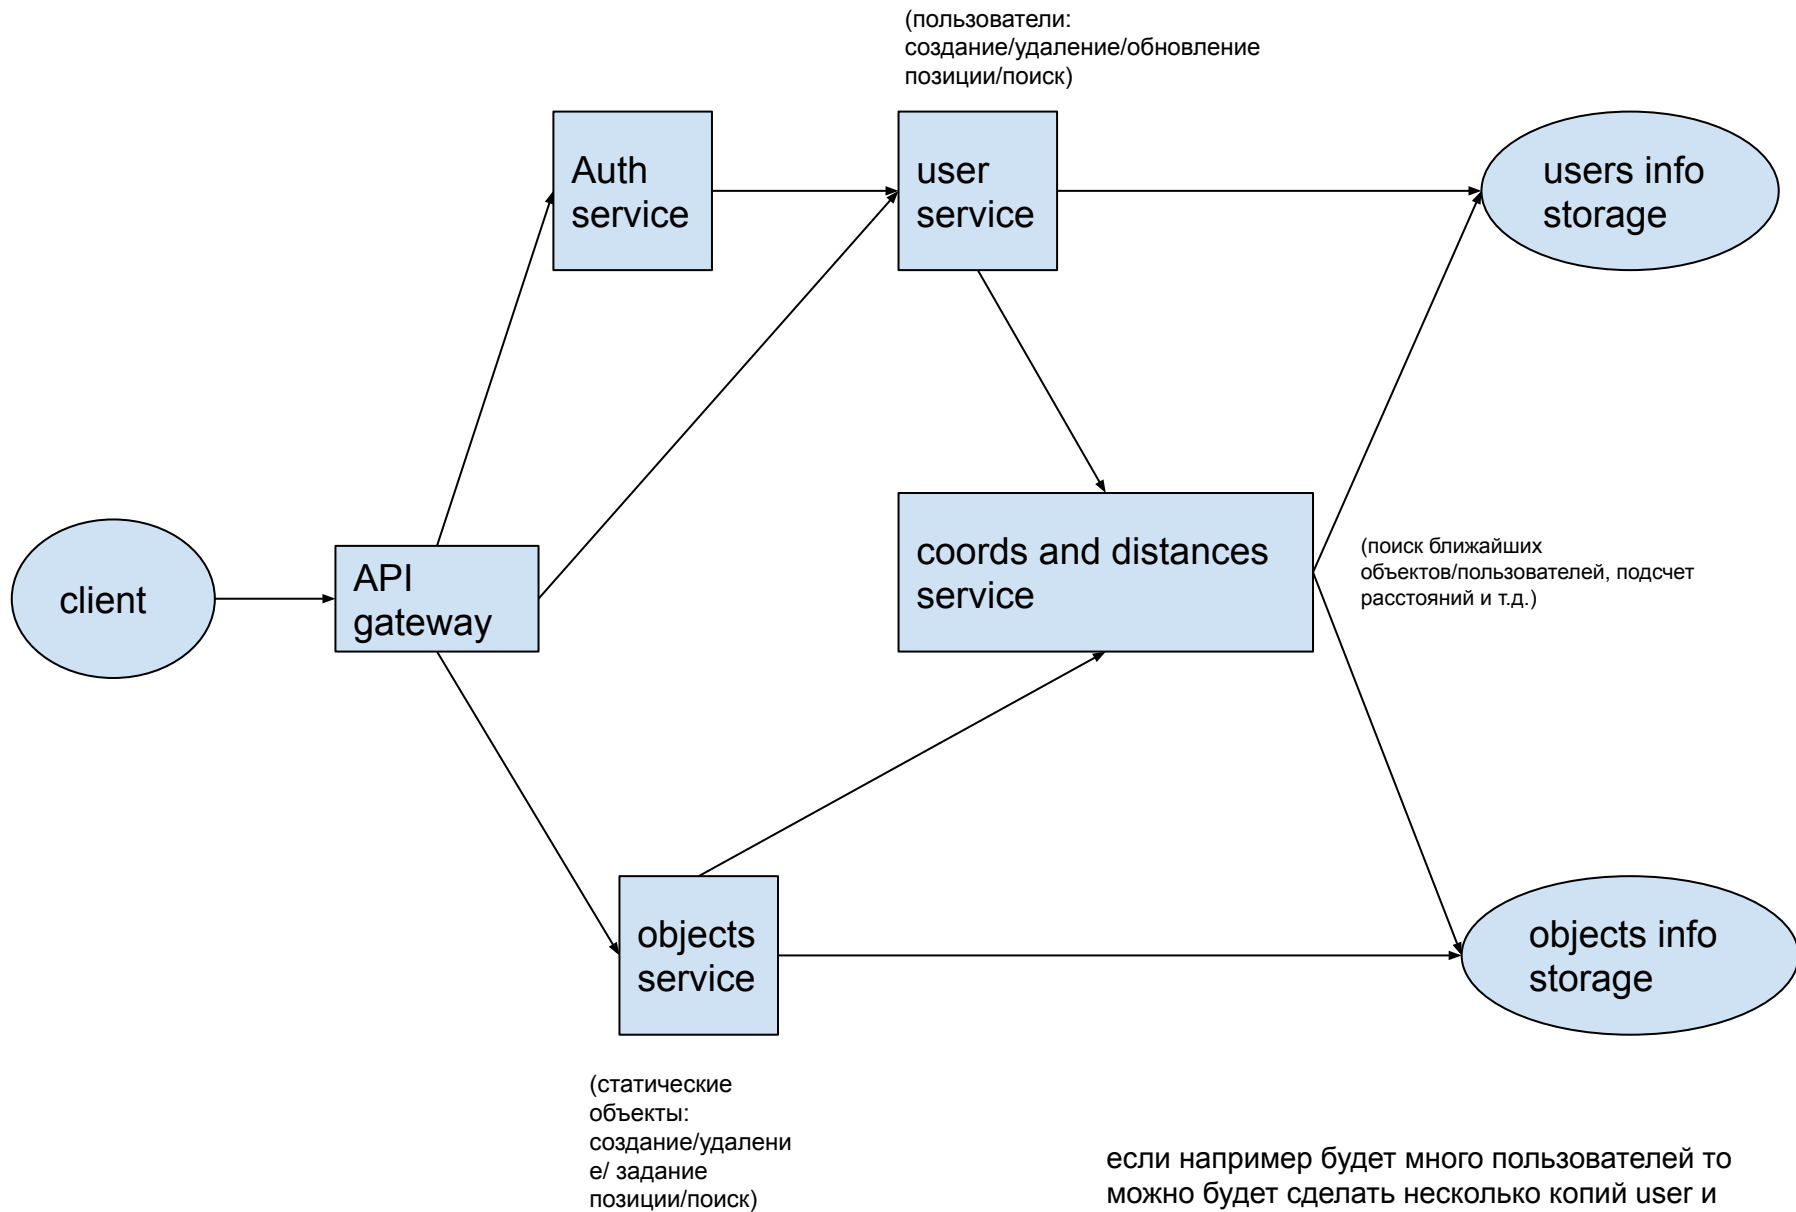 (пользователи:
создание/удаление/обновление
позиции/поиск)
Auth
service
user
service
users info
storage
client
API
gateway
coords and distances
service
(поиск ближайших
объектов/пользователей, подсчет
расстояний и т.д.)
objects
service
objects info
storage
(статические
объекты:
создание/удалени
е/ задание
позиции/поиск)
если например будет много пользователей то
можно будет сделать несколько копий user и